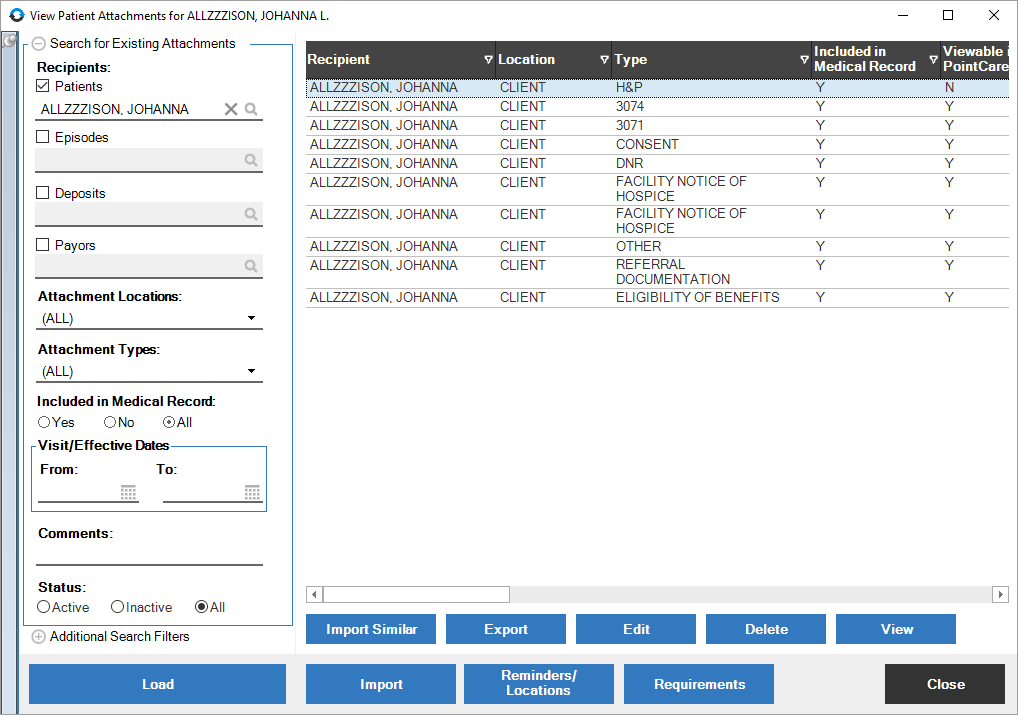 View Patient Attachments for ALLZZZISON, JOHANNA L.
Search for Existing Attachments
Recipients:
Patients
ALLZZZISON, JOHANNA
Episodes
Deposits
Payors
Attachment Locations:
(ALL)
Attachment Types:
(ALL)
Included in Medical Record:
Yes No All
Visit/Effective Dates
From: To:
Comments:
Status:
Active Inactive All
Additional Search Filters
Load
Recipient Location Type Included in Medical Record Viewable i PointCare
ALLZZZISON, JOHANNA CLIENT H&P Y N
ALLZZZISON, JOHANNA CLIENT 3074 Y Y
ALLZZZISON, JOHANNA CLIENT 3071 Y Y
ALLZZZISON, JOHANNA CLIENT CONSENT Y Y
ALLZZZISON, JOHANNA CLIENT DNR Y Y
ALLZZZISON, JOHANNA CLIENT FACILITY NOTICE OF Y Y
HOSPICE
ALLZZZISON, JOHANNA CLIENT FACILITY NOTICE OF Y Y
HOSPICE
ALLZZZISON, JOHANNA CLIENT OTHER Y Y
ALLZZZISON, JOHANNA CLIENT REFERRAL Y Y
DOCUMENTATION
ALLZZZISON, JOHANNA CLIENT ELIGIBILITY OF BENEFITS Y Y
Import Similar Export Edit Delete View
Import Reminders/ Requirements Close
Locations